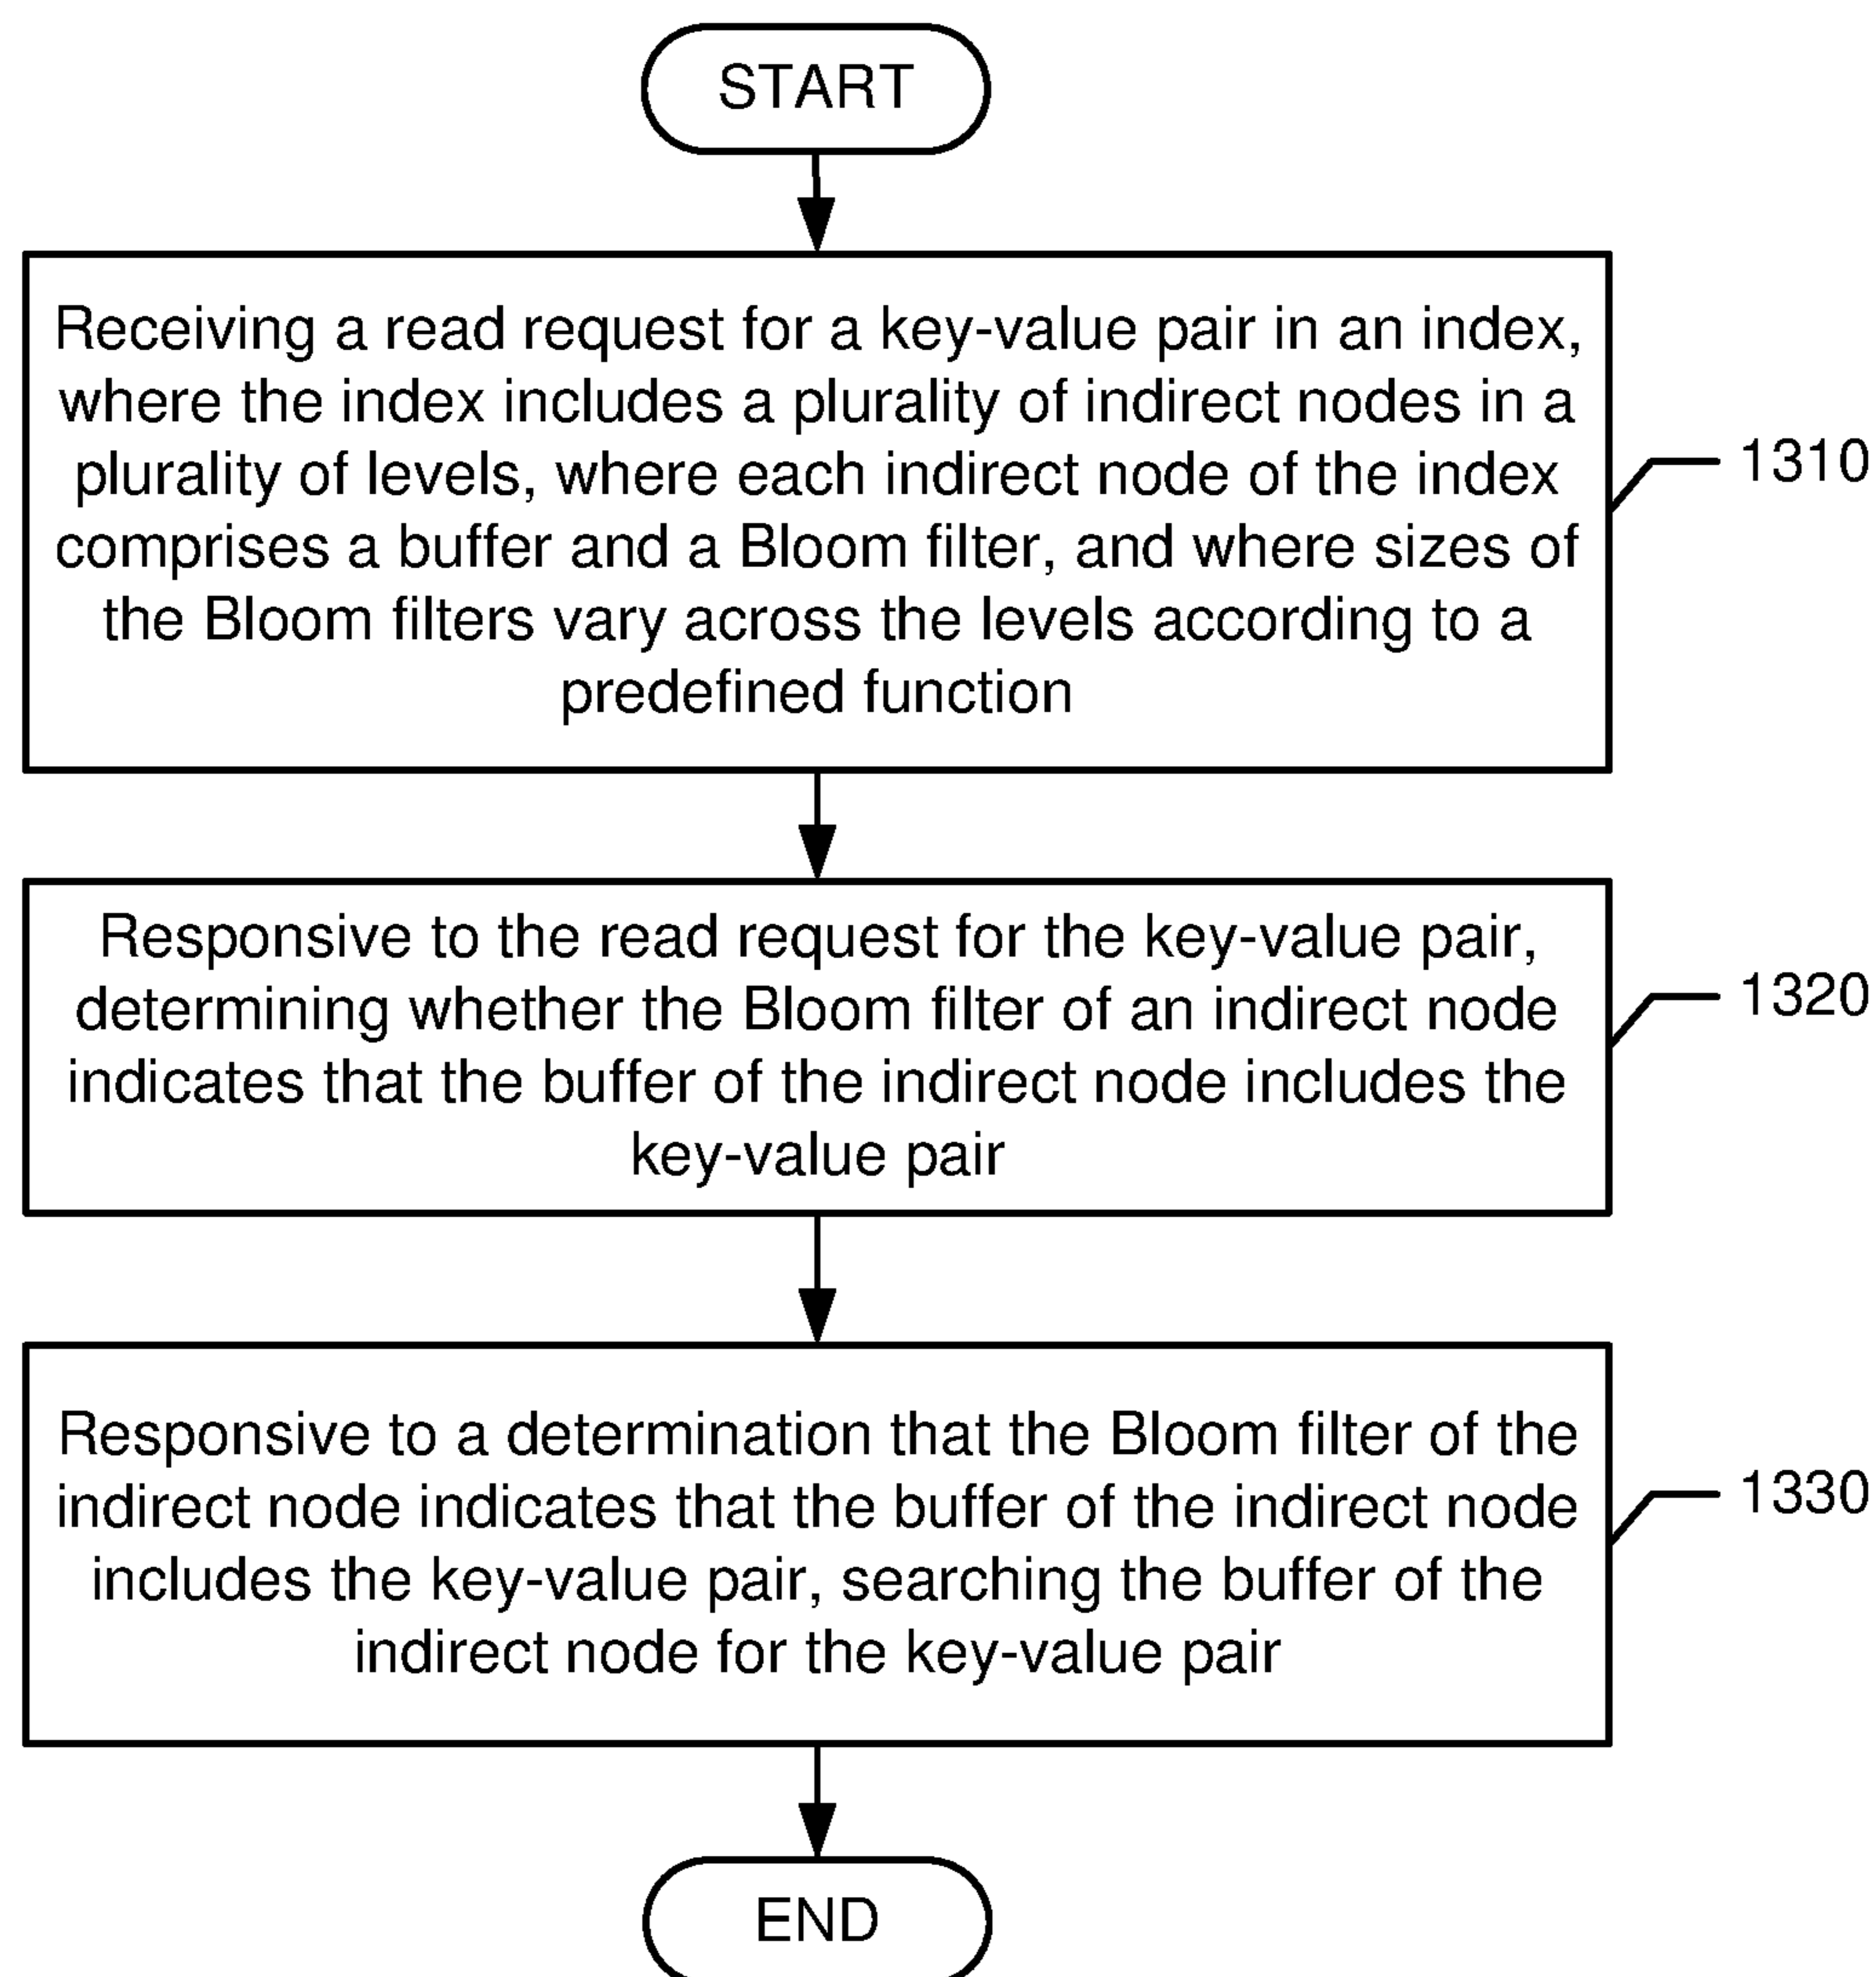 START
Receiving a read request for a key-value pair in an index,
where the index includes a plurality of indirect nodes in a
plurality of levels, where each indirect node of the index
comprises a buffer and a Bloom filter, and where sizes of
the Bloom filters vary across the levels according to a
predefined function
1310
Responsive to the read request for the key-value pair,
determining whether the Bloom filter of an indirect node
indicates that the buffer of the indirect node includes the
key-value pair
1320
Responsive to a determination that the Bloom filter of the
indirect node indicates that the buffer of the indirect node
includes the key-value pair, searching the buffer of the
indirect node for the key-value pair
1330
END